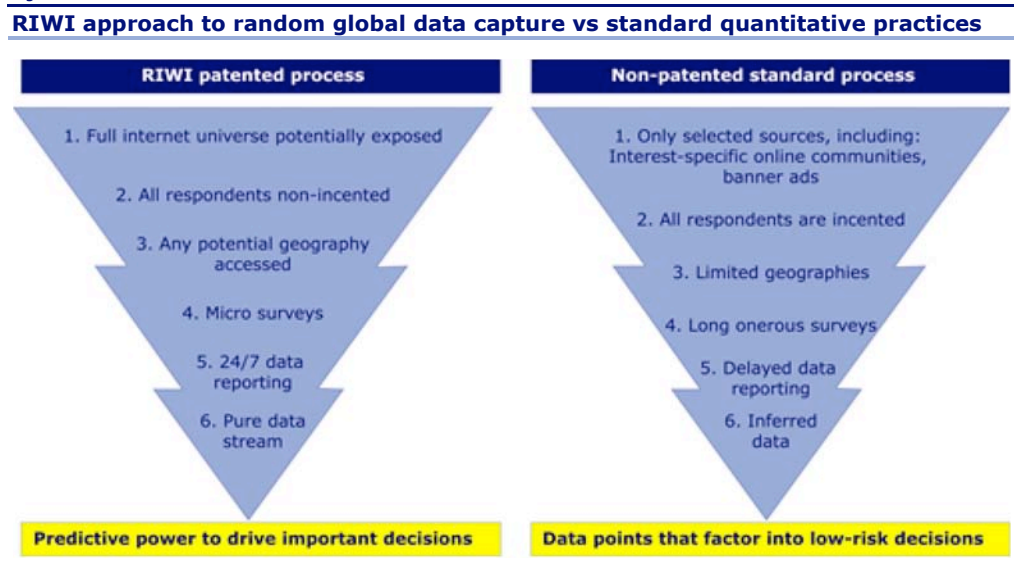 RIWI approach to random global data capture vs standard quantitative practices
RIWI patented process
1. Full internet universe potentially exposed
2. All respondents non-incented
3. Any potential geography
accessed
4. Micro surveys
5. 24/7 data
reporting
6. Pure data
stream
Predictive power to drive important decisions
Non-patented standard process
1. Only selected sources, including:
Interest-specific online communities,
banner ads
2. All respondents are incented
3. Limited geographies
4. Long onerous surveys
5. Delayed data
reporting
6. Inferred
data
Data points that factor into low-risk decisions